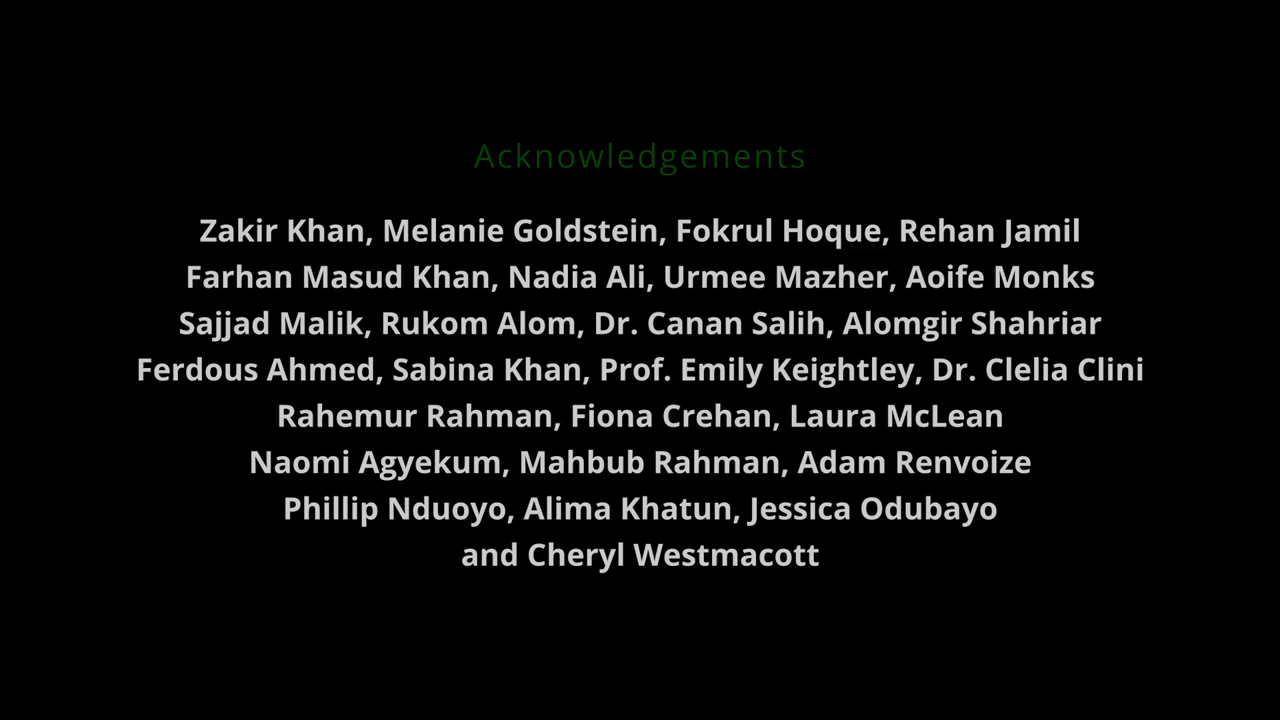 Acknowledgements
Zakir Khan, Melanie Goldstein, Fokrul Hoque, Rehan Jamil
Farhan Masud Khan, Nadia Ali, Urmee Mazher, Aoife Monks
Sajjad Malik, Rukom Alom, Dr. Canan Salih, Alomgir Shahriar
Ferdous Ahmed, Sabina Khan, Prof. Emily Keightley, Dr. Clelia Clini
Rahemur Rahman, Fiona Crehan, Laura McLean
Naomi Agyekum, Mahbub Rahman, Adam Renvoize
Phillip Nduoyo, Alima Khatun, Jessica Odubayo
and Cheryl Westmacott